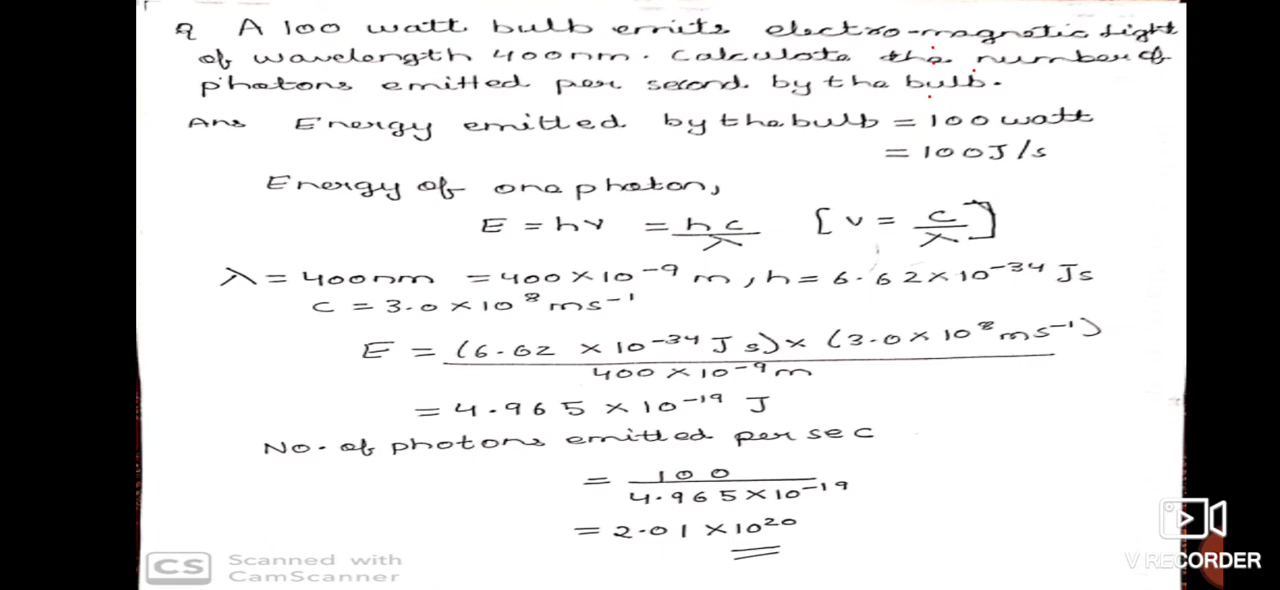 Q A 100 watt bulb emits electro-magnetic light
of wavelength 400nm. Calculate the number of
photons emitted per second by the bulb.
Ans Energy emitted by the bulb = 100 watt
= 100 J/s
Energy of one photon,
E = hν = hc/λ [ν = c/λ]
λ = 400nm = 400 × 10⁻⁹ m, h = 6.62 × 10⁻³⁴ Js
c = 3.0 × 10⁸ ms⁻¹
E = (6.62 × 10⁻³⁴ J s) × (3.0 × 10⁸ ms⁻¹)
400 × 10⁻⁹ m
= 4.965 × 10⁻¹⁹ J
No. of photons emitted per sec
= 100
4.965 × 10⁻¹⁹
= 2.01 × 10²⁰
CS Scanned with
CamScanner
V RECORDER